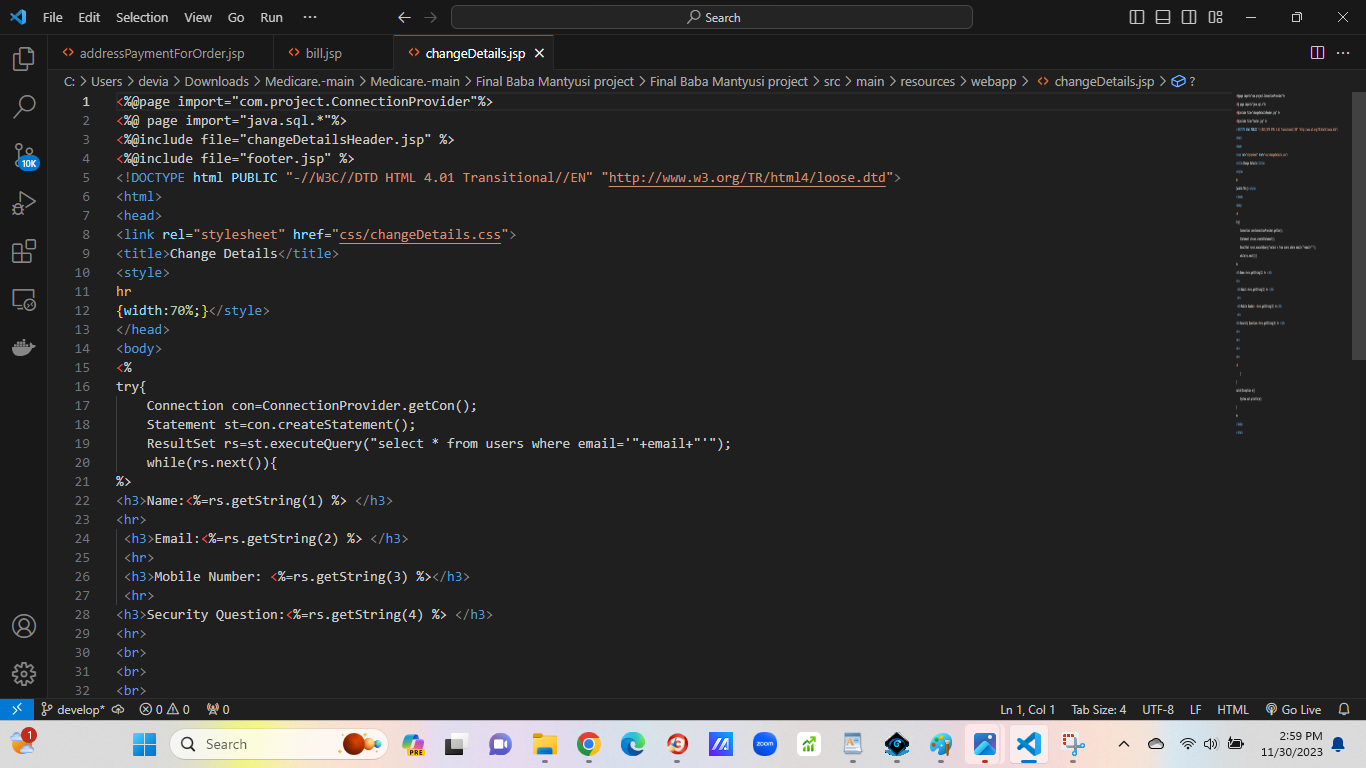 File Edit Selection View Go Run ··· Search
addressPaymentForOrder.jsp bill.jsp changeDetails.jsp
C: > Users > devia > Downloads > Medicare.-main > Medicare.-main > Final Baba Mantyusi project > Final Baba Mantyusi project > src > main > resources > webapp > changeDetails.jsp > ?
1 <%@page import="com.project.ConnectionProvider"%>
2 <%@ page import="java.sql.*"%>
3 <%@include file="changeDetailsHeader.jsp" %>
4 <%@include file="footer.jsp" %>
5 <!DOCTYPE html PUBLIC "-//W3C//DTD HTML 4.01 Transitional//EN" "http://www.w3.org/TR/html4/loose.dtd">
6 <html>
7 <head>
8 <link rel="stylesheet" href="css/changeDetails.css">
9 <title>Change Details</title>
10 <style>
11 hr
12 {width:70%;}</style>
13 </head>
14 <body>
15 <%
16 try{
17 Connection con=ConnectionProvider.getCon();
18 Statement st=con.createStatement();
19 ResultSet rs=st.executeQuery("select * from users where email='"+email+"'");
20 while(rs.next()){
21 %>
22 <h3>Name:<%=rs.getString(1) %> </h3>
23 <hr>
24 <h3>Email:<%=rs.getString(2) %> </h3>
25 <hr>
26 <h3>Mobile Number: <%=rs.getString(3) %></h3>
27 <hr>
28 <h3>Security Question:<%=rs.getString(4) %> </h3>
29 <hr>
30 <br>
31 <br>
32 <br>
10K
develop* 0 0 0 Ln 1, Col 1 Tab Size: 4 UTF-8 LF HTML Go Live
1 Search PRE zoom 2:59 PM
11/30/2023